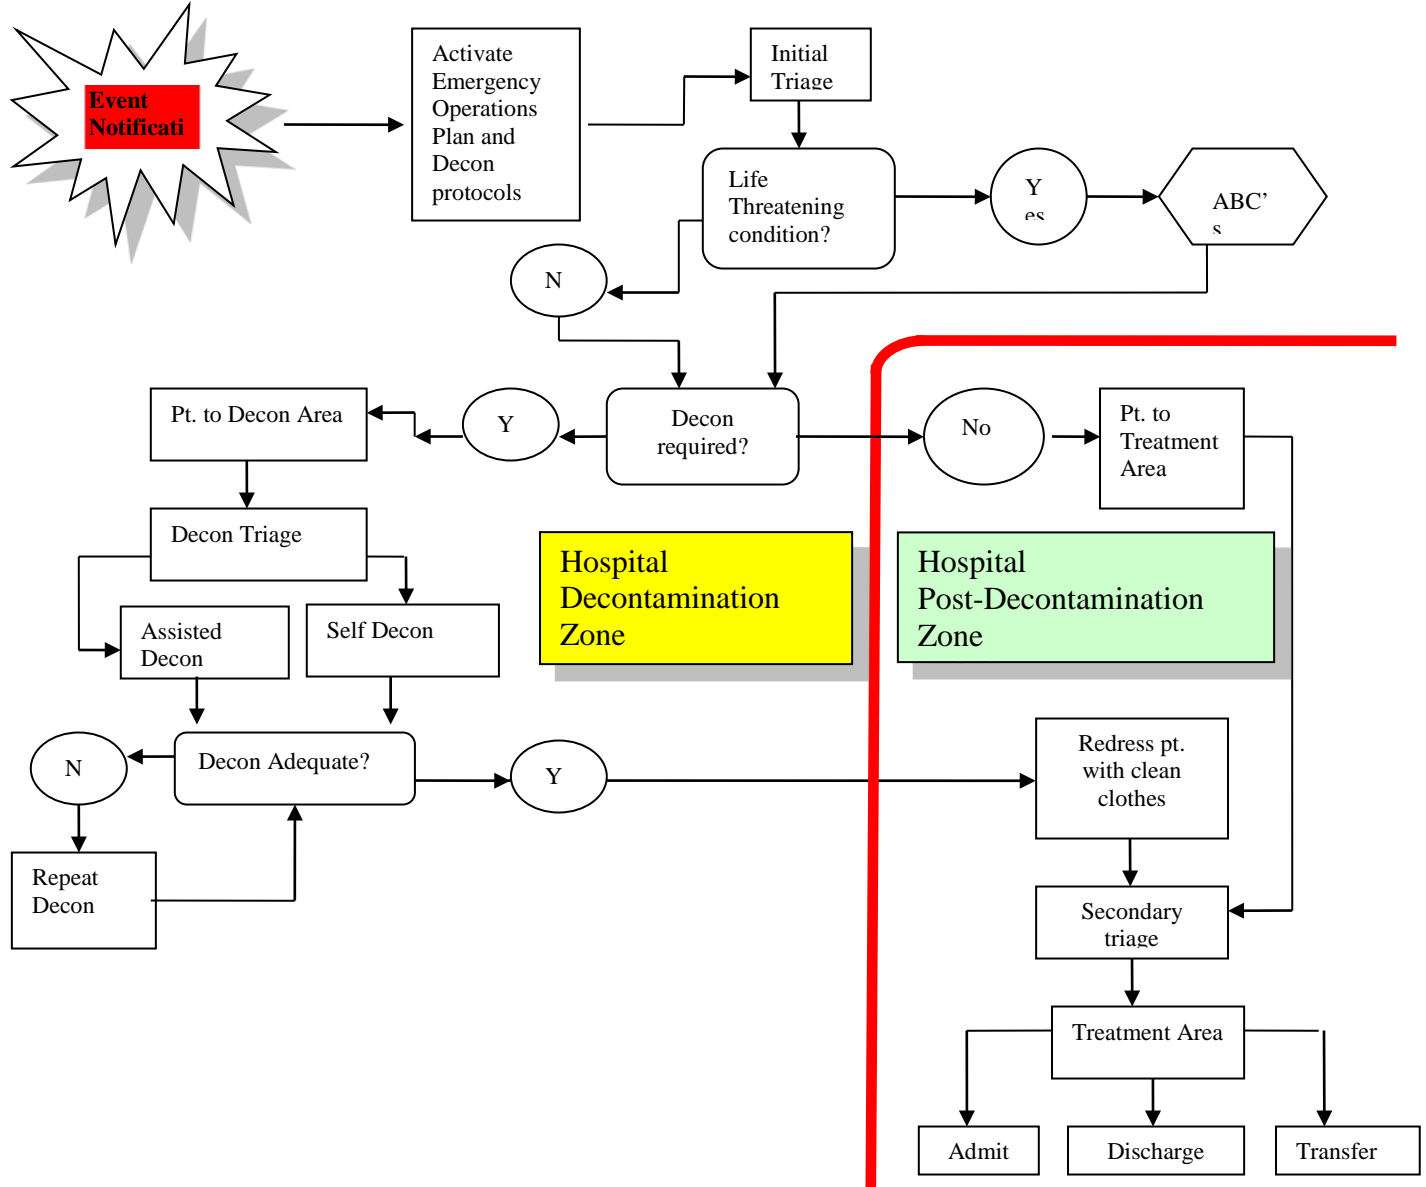 Event
Notificati
Activate
Emergency
Operations
Plan and
Decon
protocols
Initial
Triage
Life
Threatening
condition?
Y
es
ABC’
s
N
Decon
required?
Y
Pt. to Decon Area
No
Pt. to
Treatment
Area
Decon Triage
Assisted
Decon
Self Decon
Hospital
Decontamination
Zone
Hospital
Post-Decontamination
Zone
Decon Adequate?
N
Y
Repeat
Decon
Redress pt.
with clean
clothes
Secondary
triage
Treatment Area
Admit
Discharge
Transfer